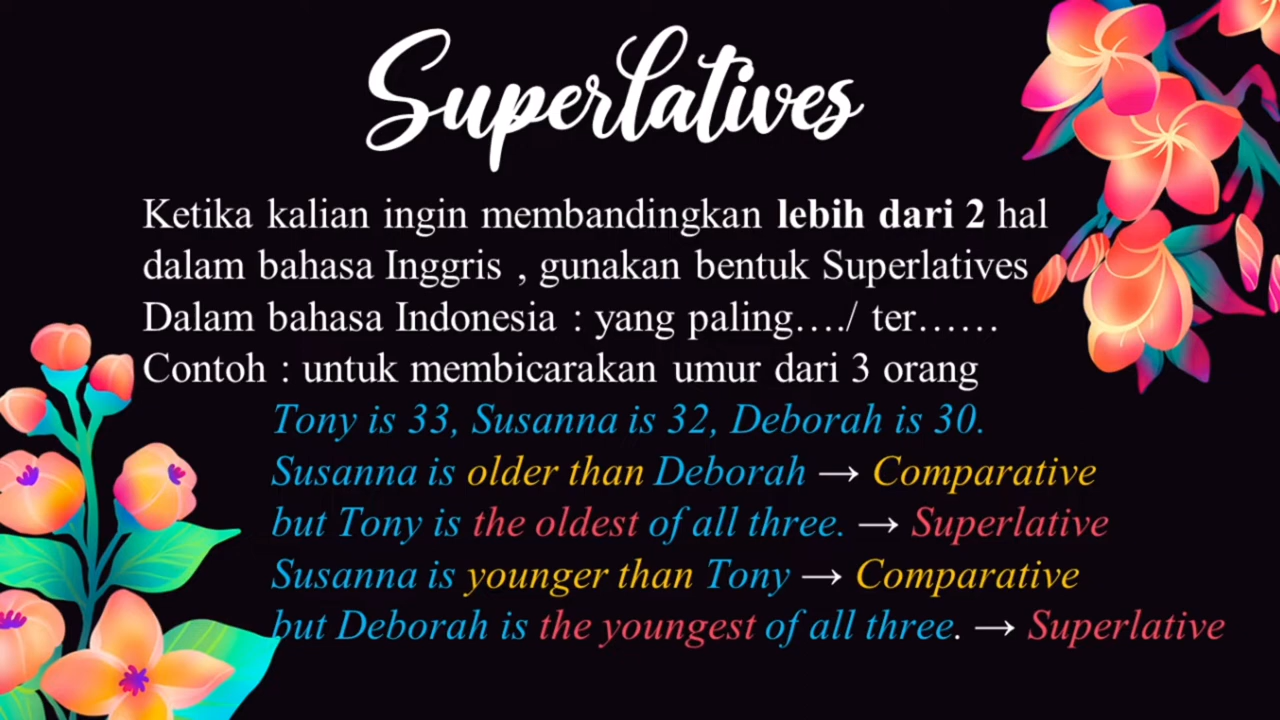 Superlatives
Ketika kalian ingin membandingkan lebih dari 2 hal
dalam bahasa Inggris , gunakan bentuk Superlatives
Dalam bahasa Indonesia : yang paling…./ ter……
Contoh : untuk membicarakan umur dari 3 orang
Tony is 33, Susanna is 32, Deborah is 30.
Susanna is older than Deborah → Comparative
but Tony is the oldest of all three. → Superlative
Susanna is younger than Tony → Comparative
but Deborah is the youngest of all three. → Superlative